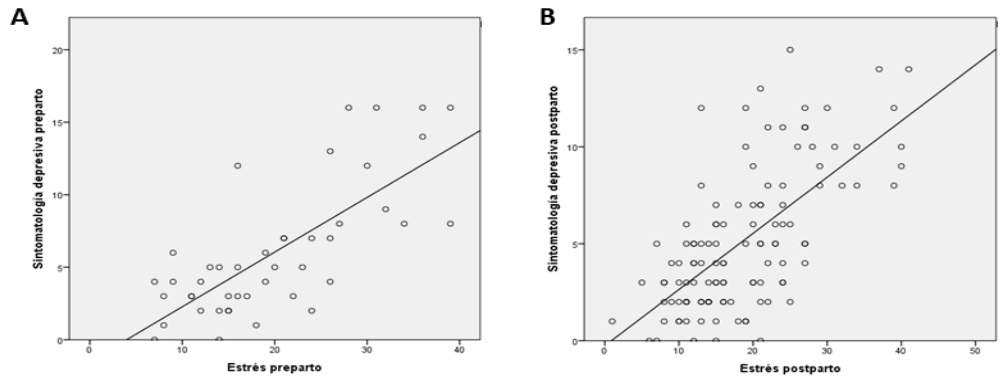 A
Sintomatología depresiva preparto
20
15
10
5
0
0 10 20 30 40
Estrés preparto
B
Sintomatología depresiva postparto
15
10
5
0
0 10 20 30 40 50
Estrés postparto